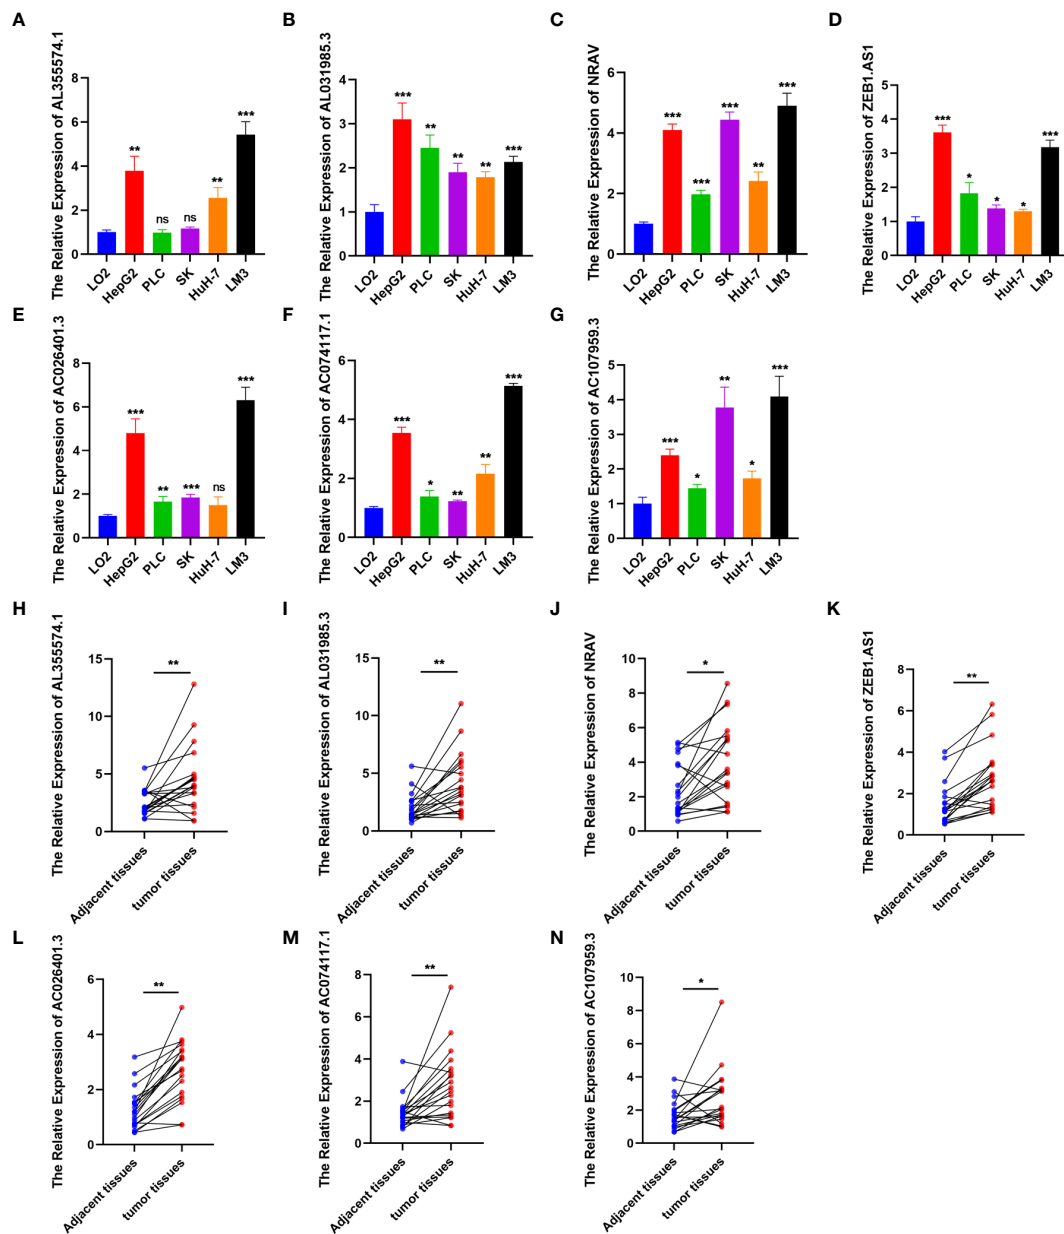 A
The Relative Expression of AL355574.1
8
6
4
2
0
**
ns
ns
**
***
LO2
HepG2
PLC
SK
HuH-7
LM3
B
The Relative Expression of AL031985.3
4
3
2
1
0
***
**
**
**
***
LO2
HepG2
PLC
SK
HuH-7
LM3
C
The Relative Expression of NRAV
6
4
2
0
***
***
***
**
***
LO2
HepG2
PLC
SK
HuH-7
LM3
D
The Relative Expression of ZEB1.AS1
5
4
3
2
1
0
***
*
*
*
***
LO2
HepG2
PLC
SK
HuH-7
LM3
E
The Relative Expression of AC026401.3
8
6
4
2
0
***
**
***
ns
***
LO2
HepG2
PLC
SK
HuH-7
LM3
F
The Relative Expression of AC074117.1
6
4
2
0
***
*
**
**
***
LO2
HepG2
PLC
SK
HuH-7
LM3
G
The Relative Expression of AC107959.3
5
4
3
2
1
0
***
*
**
*
***
LO2
HepG2
PLC
SK
HuH-7
LM3
H
The Relative Expression of AL355574.1
15
10
5
0
**
Adjacent tissues
tumor tissues
I
The Relative Expression of AL031985.3
15
10
5
0
**
Adjacent tissues
tumor tissues
J
The Relative Expression of NRAV
10
8
6
4
2
0
*
Adjacent tissues
tumor tissues
K
The Relative Expression of ZEB1.AS1
8
6
4
2
0
**
Adjacent tissues
tumor tissues
L
The Relative Expression of AC026401.3
6
4
2
0
**
Adjacent tissues
tumor tissues
M
The Relative Expression of AC074117.1
8
6
4
2
0
**
Adjacent tissues
tumor tissues
N
The Relative Expression of AC107959.3
10
8
6
4
2
0
*
Adjacent tissues
tumor tissues